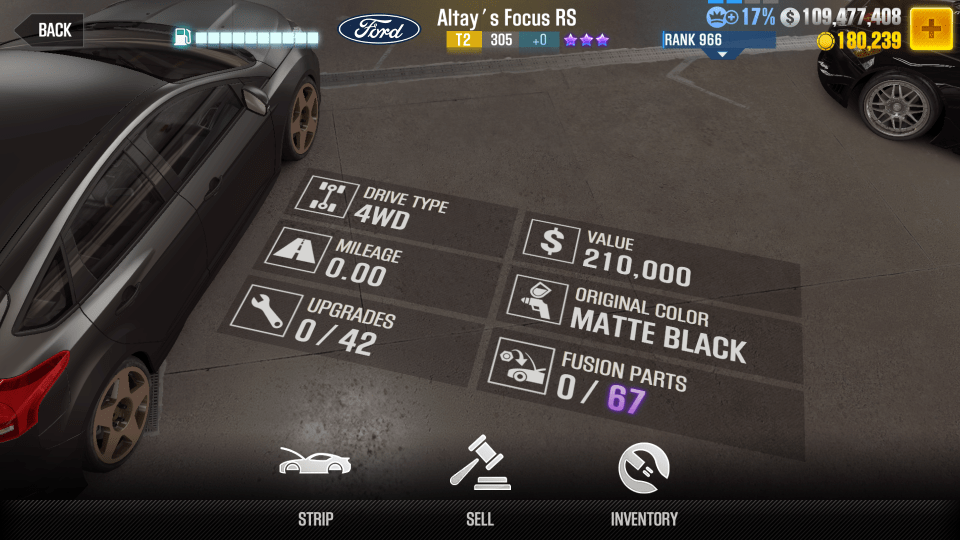 BACK
Ford
Altay´s Focus RS
T2 305 +0
17%
$ 109,477,408
RANK 966
180,239
DRIVE TYPE
4WD
MILEAGE
0.00
UPGRADES
0 / 42
$ VALUE
210,000
ORIGINAL COLOR
MATTE BLACK
FUSION PARTS
0 / 67
STRIP
SELL
INVENTORY